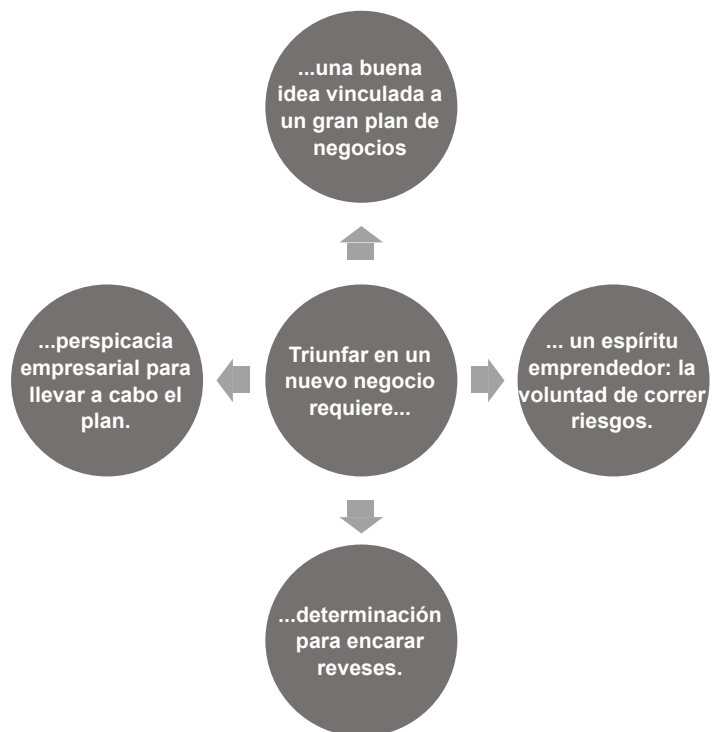 ...una buena
idea vinculada a
un gran plan de
negocios
...perspicacia
empresarial para
llevar a cabo el
plan.
Triunfar en un
nuevo negocio
requiere...
... un espíritu
emprendedor: la
voluntad de correr
riesgos.
...determinación
para encarar
reveses.